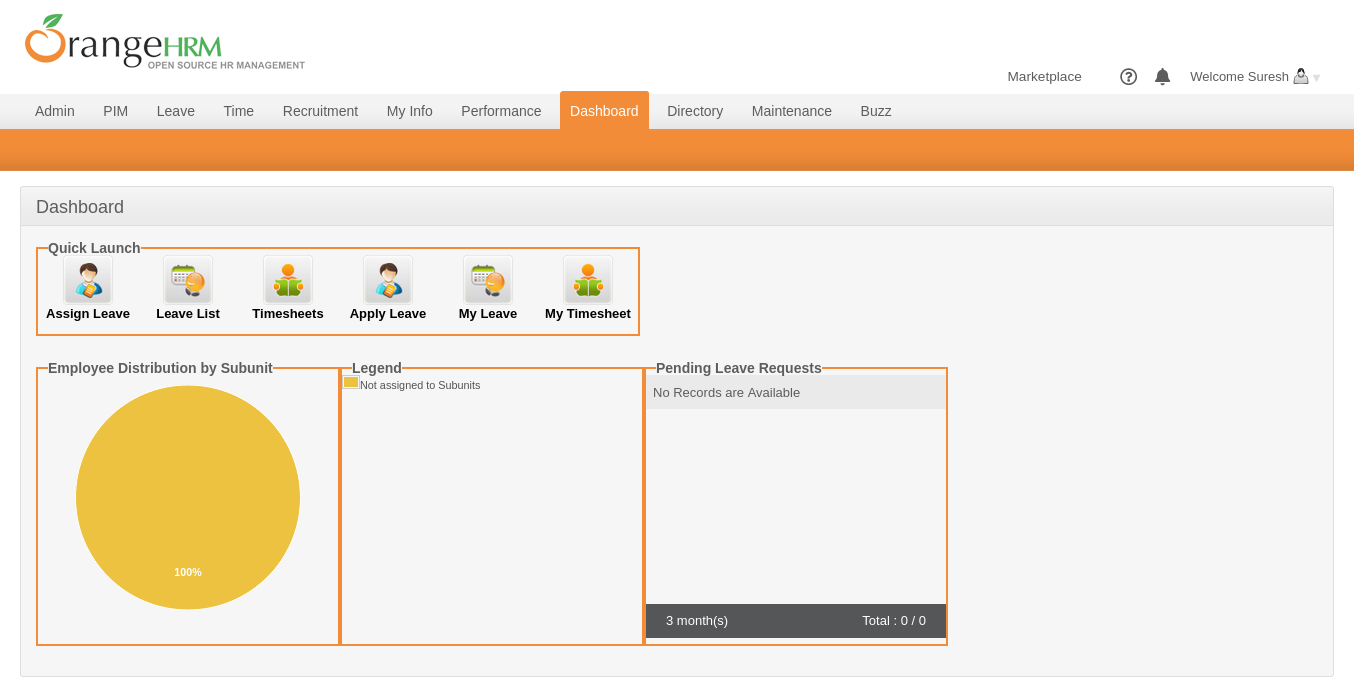 OrangeHRM
OPEN SOURCE HR MANAGEMENT
Marketplace
Welcome Suresh
Admin PIM Leave Time Recruitment My Info Performance Dashboard Directory Maintenance Buzz
Dashboard
Quick Launch
Assign Leave Leave List Timesheets Apply Leave My Leave My Timesheet
Employee Distribution by Subunit
100%
Legend
Not assigned to Subunits
Pending Leave Requests
No Records are Available
3 month(s) Total : 0 / 0